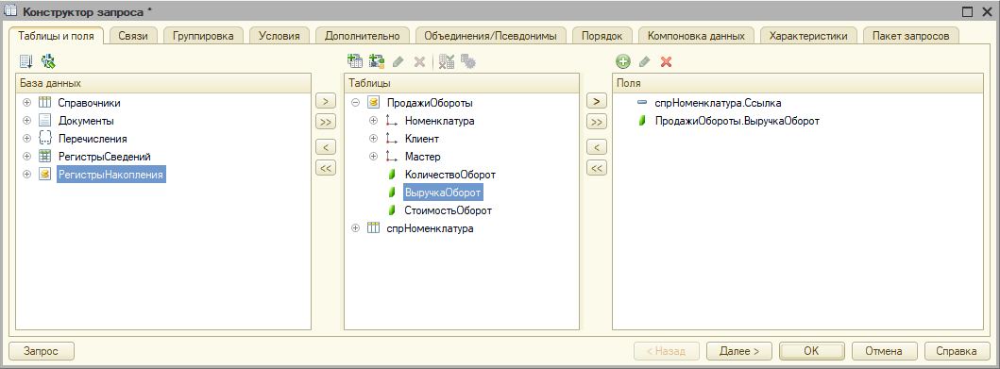 Конструктор запроса *
Таблицы и поля Связи Группировка Условия Дополнительно Объединения/Псевдонимы Порядок Компоновка данных Характеристики Пакет запросов
База данных
Справочники
Документы
Перечисления
РегистрыСведений
РегистрыНакопления
>
>>
<
<<
Таблицы
ПродажиОбороты
Номенклатура
Клиент
Мастер
КоличествоОборот
ВыручкаОборот
СтоимостьОборот
спрНоменклатура
>
>>
<
<<
Поля
спрНоменклатура.Ссылка
ПродажиОбороты.ВыручкаОборот
Запрос < Назад Далее > OK Отмена Справка